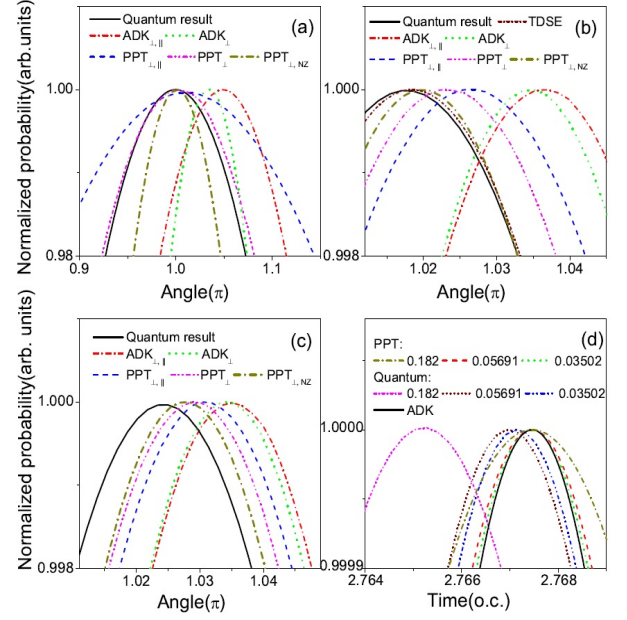 Normalized probability(arb.units)
Quantum result
(a)
ADK⊥,∥ ADK⊥
PPT⊥,∥ PPT⊥ PPT⊥,NZ
1.00
0.998
0.9 1.0 1.1
Angle(π)
Quantum result TDSE (b)
ADK⊥,∥ ADK⊥
PPT⊥,∥ PPT⊥ PPT⊥,NZ
1.00
0.998
1.02 1.03 1.04
Angle(π)
Normalized probability(arb. units)
Quantum result (c)
ADK⊥,∥ ADK⊥
PPT⊥,∥ PPT⊥ PPT⊥,NZ
1.000
0.998
1.02 1.03 1.04
Angle(π)
(d)
PPT:
0.182 0.05691 0.03502
Quantum:
0.182 0.05691 0.03502
ADK
1.0000
0.9999
2.764 2.766 2.768
Time(o.c.)